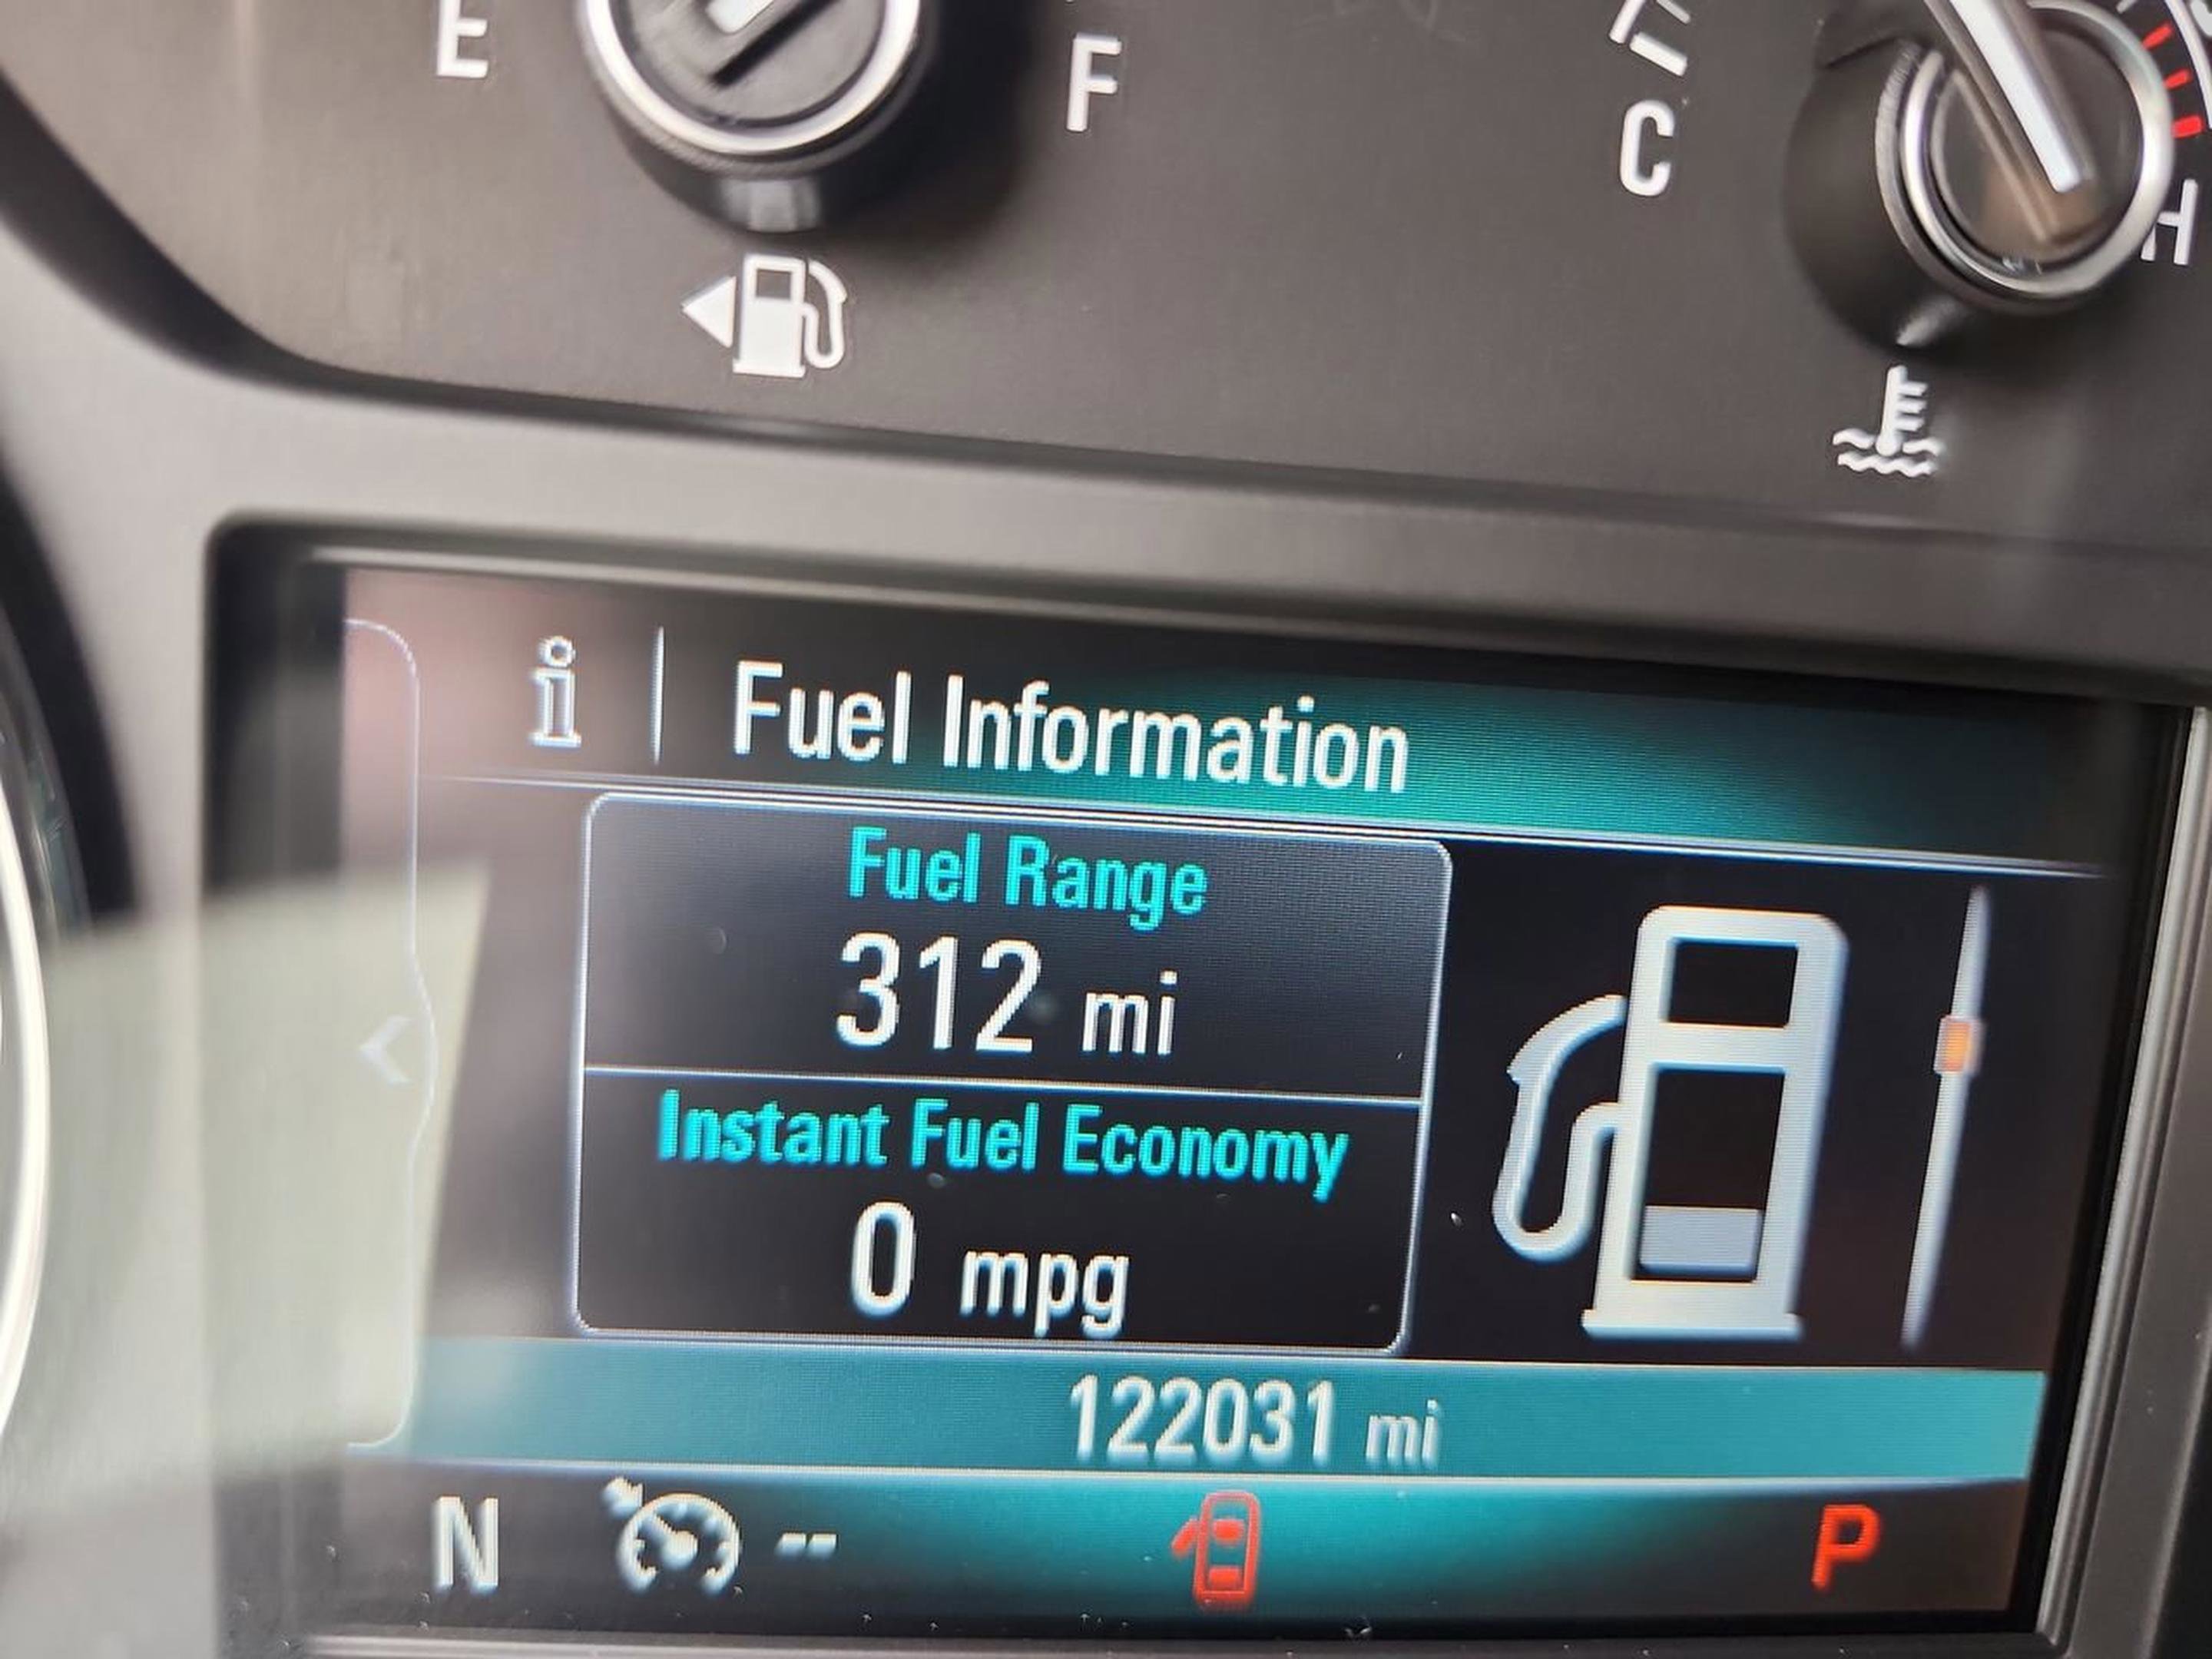 E
F
C
H
i Fuel Information
Fuel Range
312 mi
Instant Fuel Economy
0 mpg
122031 mi
N -- P